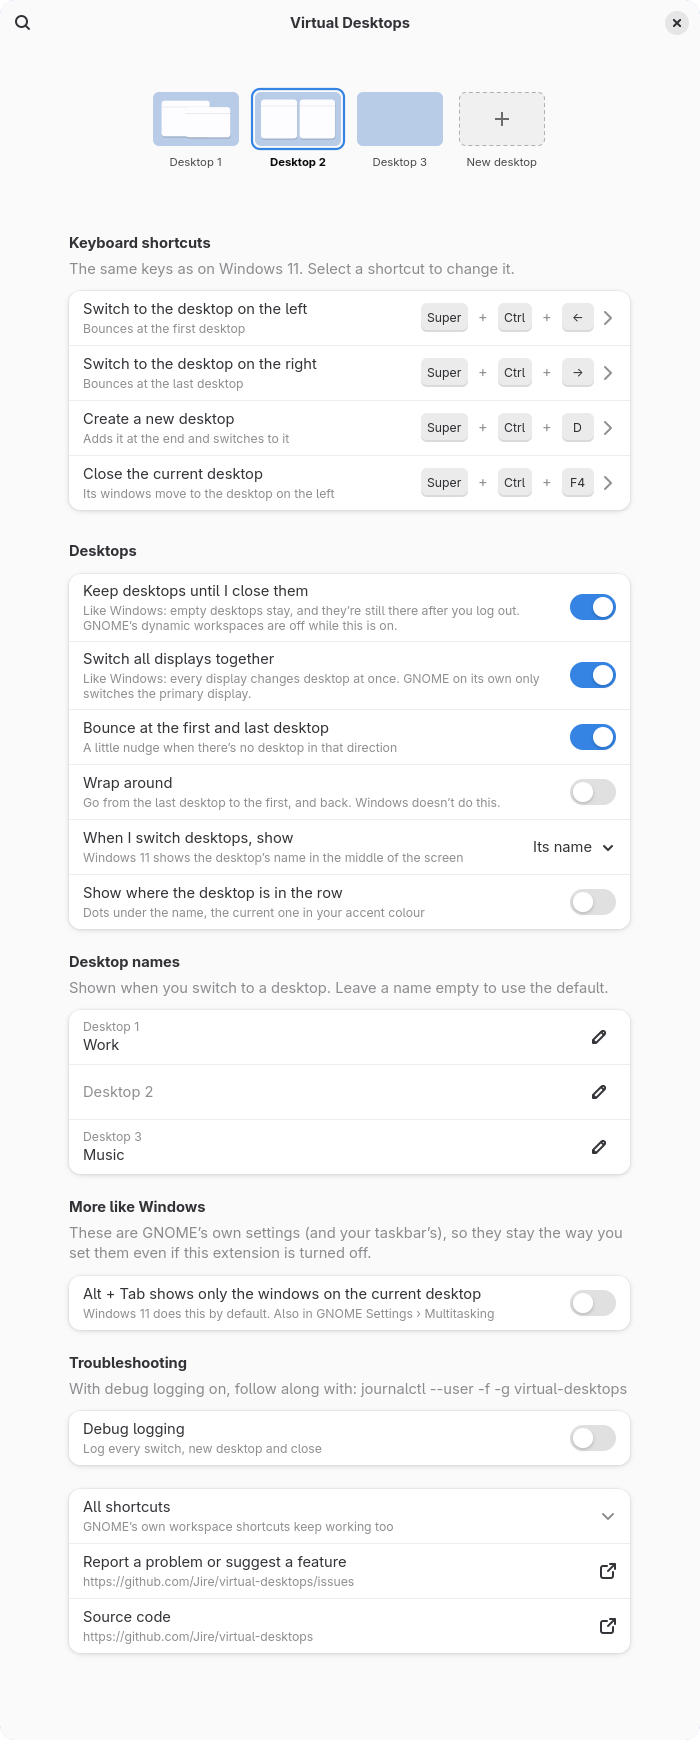 Virtual Desktops
Desktop 1
Desktop 2
Desktop 3
New desktop
Keyboard shortcuts
The same keys as on Windows 11. Select a shortcut to change it.
Switch to the desktop on the left
Bounces at the first desktop
Super + Ctrl + ←
Switch to the desktop on the right
Bounces at the last desktop
Super + Ctrl + →
Create a new desktop
Adds it at the end and switches to it
Super + Ctrl + D
Close the current desktop
Its windows move to the desktop on the left
Super + Ctrl + F4
Desktops
Keep desktops until I close them
Like Windows: empty desktops stay, and they’re still there after you log out.
GNOME’s dynamic workspaces are off while this is on.
Switch all displays together
Like Windows: every display changes desktop at once. GNOME on its own only
switches the primary display.
Bounce at the first and last desktop
A little nudge when there’s no desktop in that direction
Wrap around
Go from the last desktop to the first, and back. Windows doesn’t do this.
When I switch desktops, show
Windows 11 shows the desktop’s name in the middle of the screen
Its name
Show where the desktop is in the row
Dots under the name, the current one in your accent colour
Desktop names
Shown when you switch to a desktop. Leave a name empty to use the default.
Desktop 1
Work
Desktop 2
Desktop 3
Music
More like Windows
These are GNOME’s own settings (and your taskbar’s), so they stay the way you
set them even if this extension is turned off.
Alt + Tab shows only the windows on the current desktop
Windows 11 does this by default. Also in GNOME Settings › Multitasking
Troubleshooting
With debug logging on, follow along with: journalctl --user -f -g virtual-desktops
Debug logging
Log every switch, new desktop and close
All shortcuts
GNOME’s own workspace shortcuts keep working too
Report a problem or suggest a feature
https://github.com/Jire/virtual-desktops/issues
Source code
https://github.com/Jire/virtual-desktops